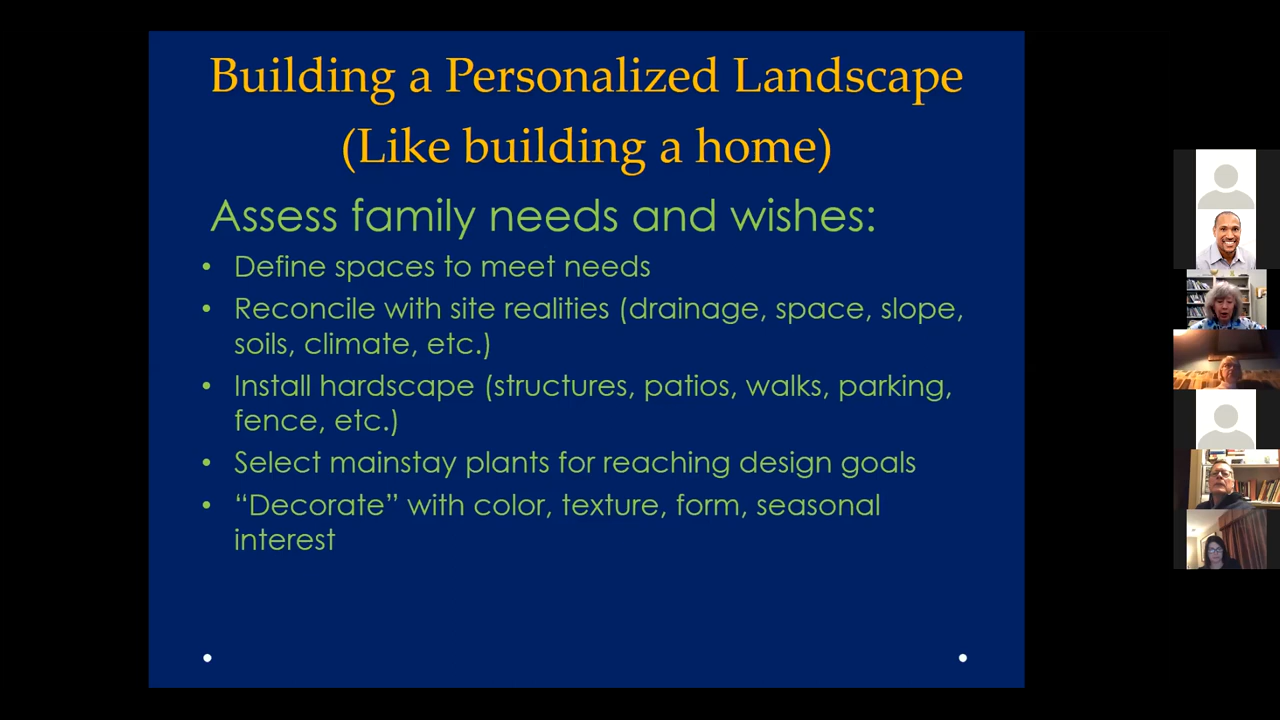 Building a Personalized Landscape
(Like building a home)
Assess family needs and wishes:
• Define spaces to meet needs
• Reconcile with site realities (drainage, space, slope,
soils, climate, etc.)
• Install hardscape (structures, patios, walks, parking,
fence, etc.)
• Select mainstay plants for reaching design goals
• “Decorate” with color, texture, form, seasonal
interest